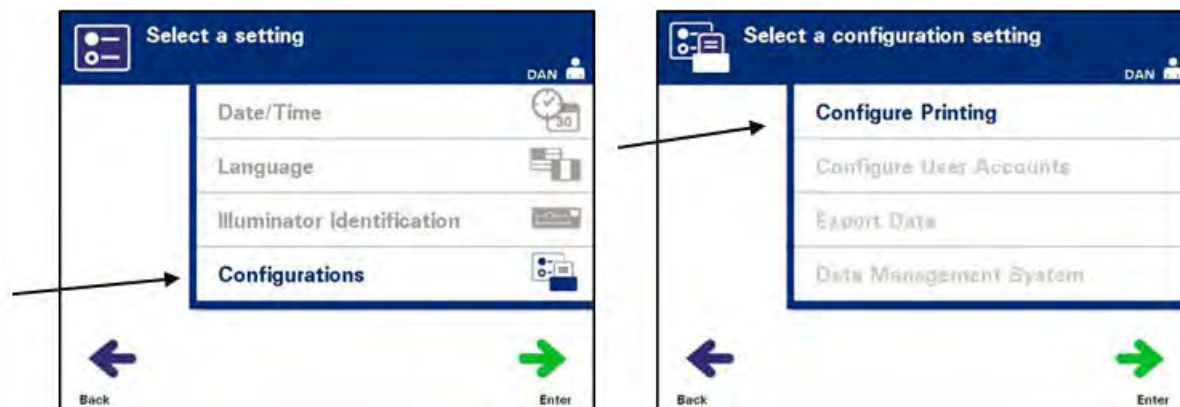 Select a setting
DAN
Date/Time
30
Language
Illuminator Identification
Configurations
Back
Enter
Select a configuration setting
DAN
Configure Printing
Configure User Accounts
Export Data
Data Management System
Back
Enter